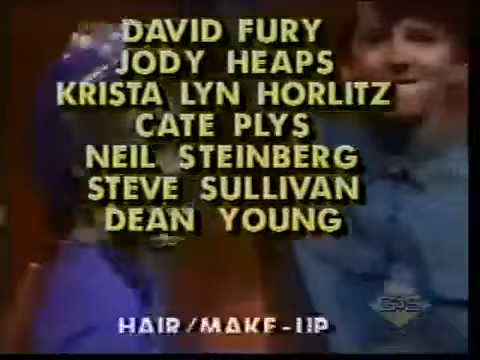 DAVID FURY
JODY HEAPS
KRISTA LYN HORLITZ
CATE PLYS
NEIL STEINBERG
STEVE SULLIVAN
DEAN YOUNG
HAIR/MAKE-UP